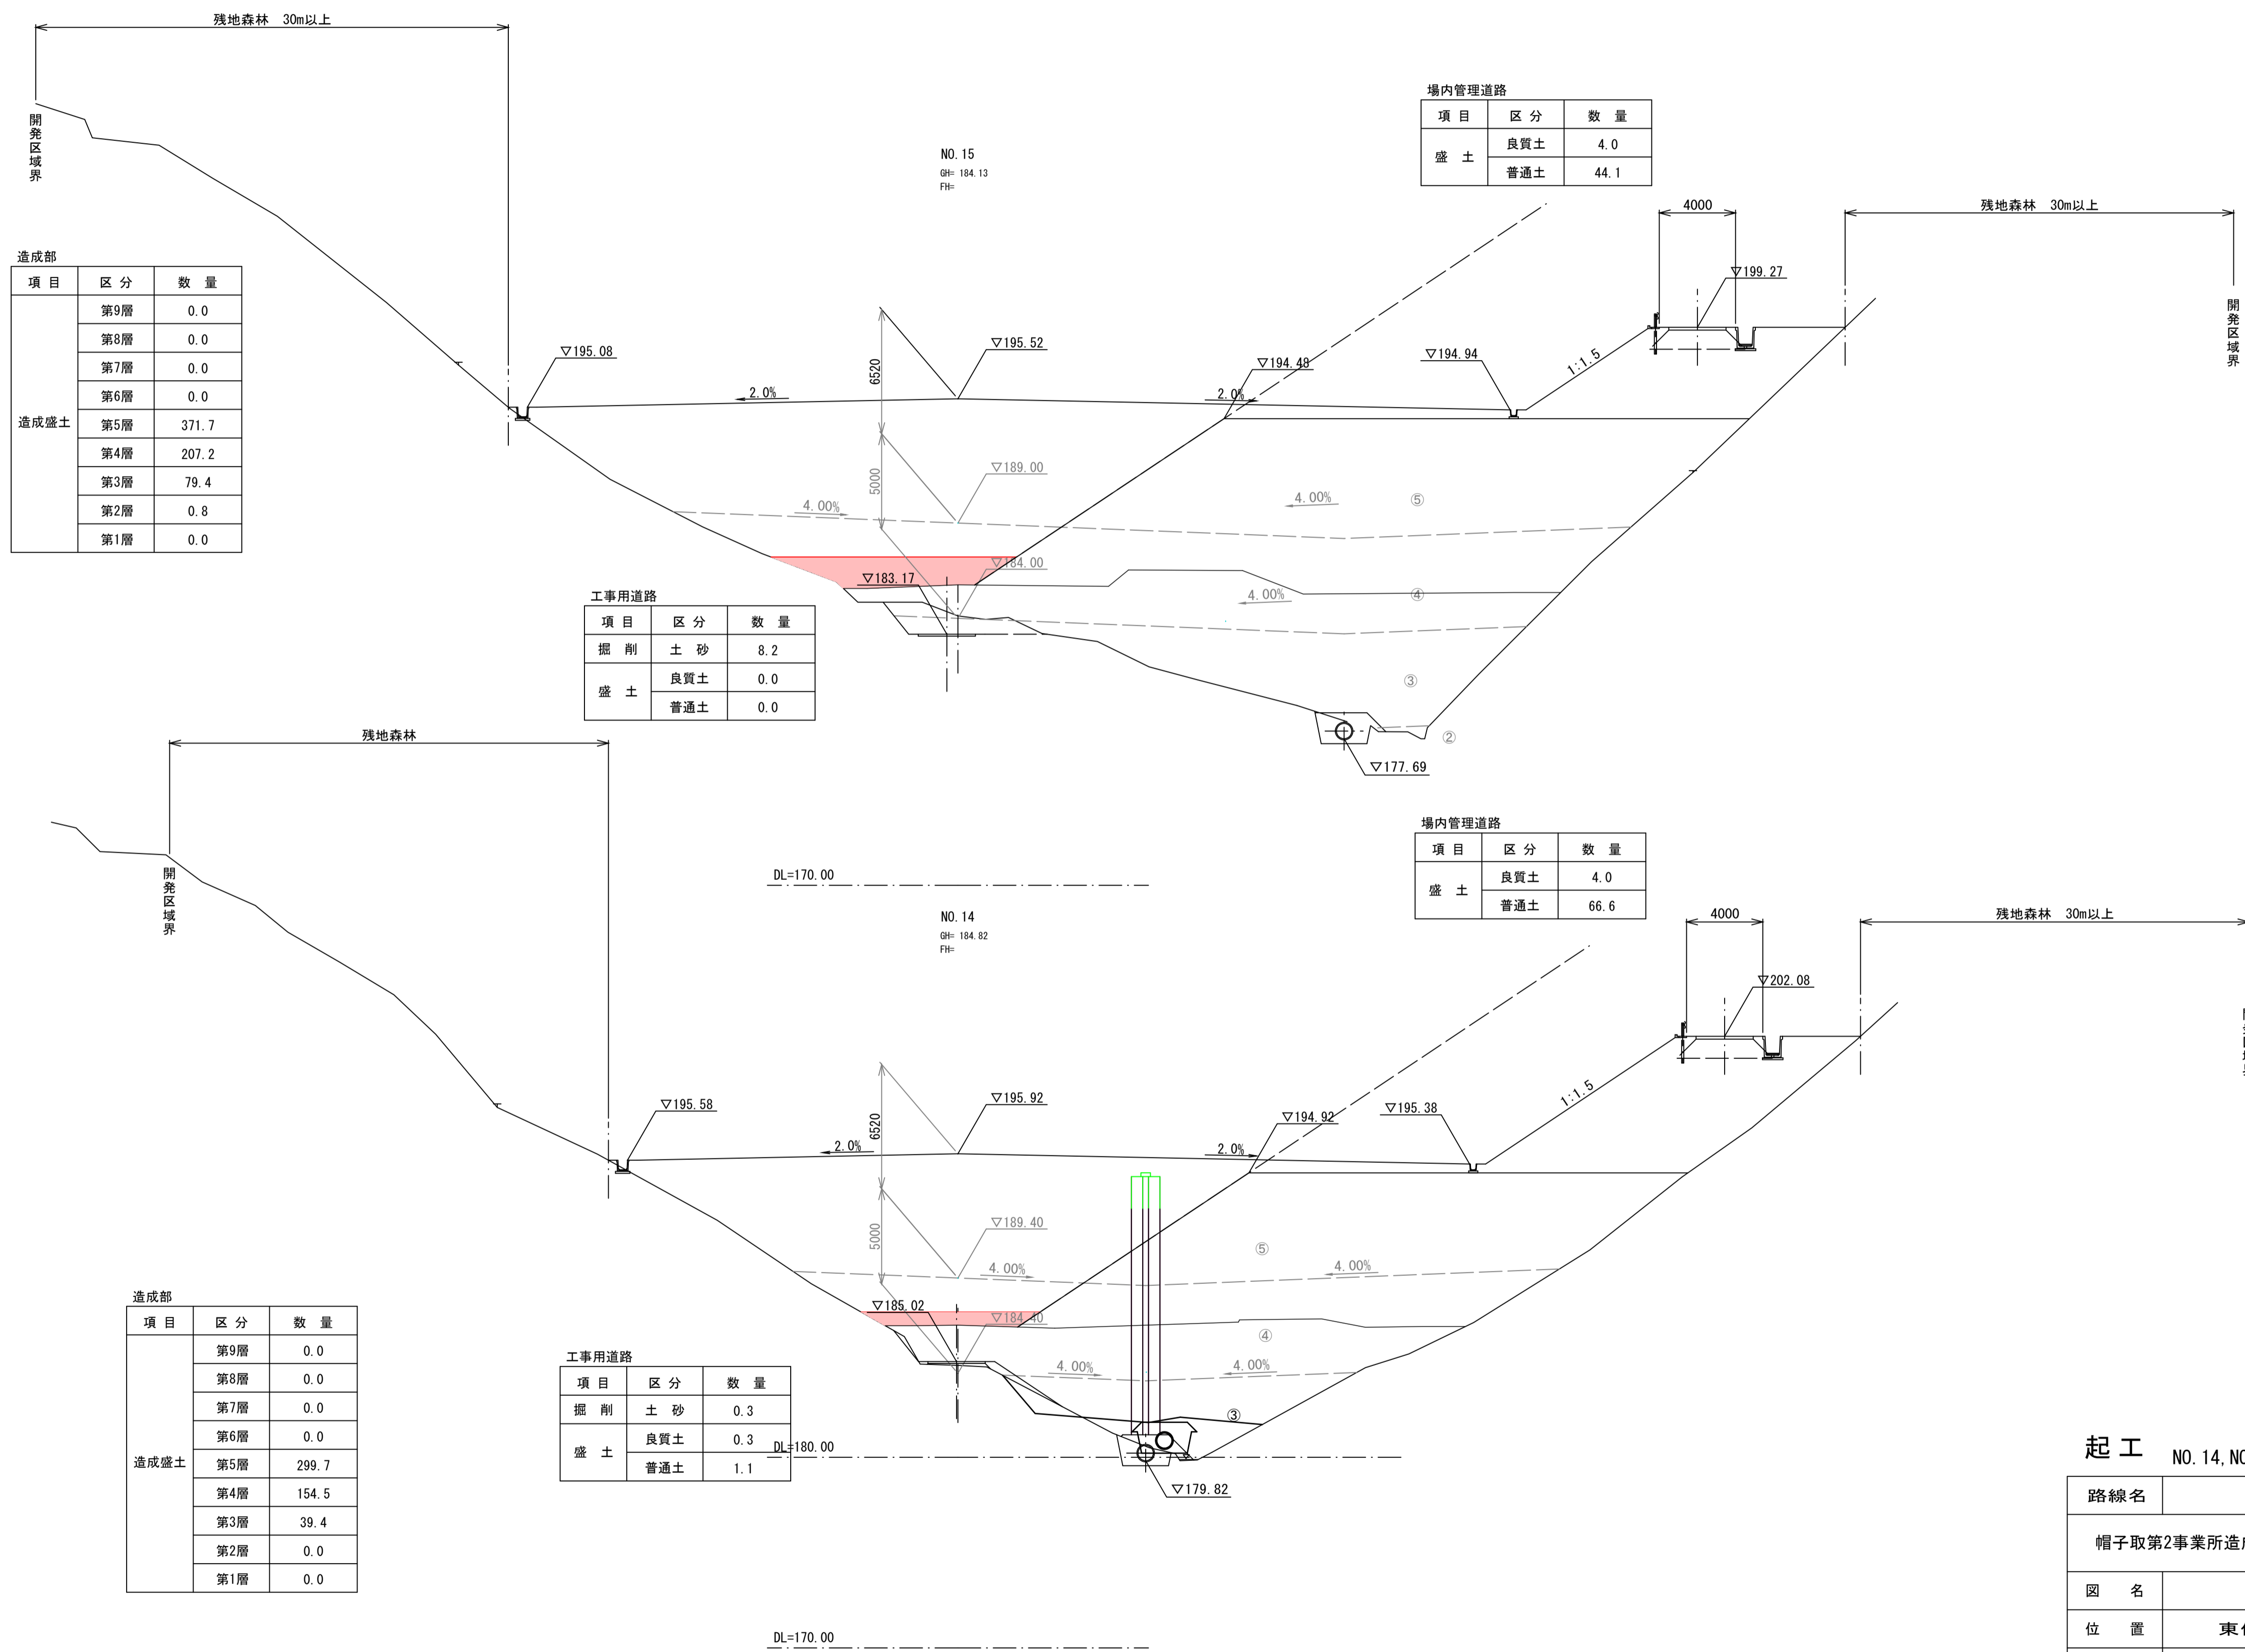 残地森林　30m以上
開発区域界
NO.15
GH= 184.13
FH=
場内管理道路
項 目 区 分 数　量
盛　土 良質土 4.0
普通土 44.1
4000
残地森林　30m以上
▽199.27
開発区域界
造成部
項 目 区 分 数　量
造成盛土
第9層 0.0
第8層 0.0
第7層 0.0
第6層 0.0
第5層 371.7
第4層 207.2
第3層 79.4
第2層 0.8
第1層 0.0
▽195.08
2.0%
6520
▽195.52
▽194.48
2.0%
▽194.94
1:1.5
5000
▽189.00
4.00%
4.00%
⑤
▽183.17
▽184.00
4.00%
④
③
②
▽177.69
工事用道路
項 目 区 分 数　量
掘　削 土　砂 8.2
盛　土 良質土 0.0
普通土 0.0
残地森林
開発区域界
DL=170.00
NO.14
GH= 184.82
FH=
場内管理道路
項 目 区 分 数　量
盛　土 良質土 4.0
普通土 66.6
4000
残地森林　30m以上
▽202.08
▽195.58
2.0%
6520
▽195.92
▽194.92
2.0%
▽195.38
1:1.5
5000
▽189.40
4.00%
4.00%
⑤
▽185.02
▽184.40
④
4.00%
4.00%
③
DL=180.00
▽179.82
造成部
項 目 区 分 数　量
造成盛土
第9層 0.0
第8層 0.0
第7層 0.0
第6層 0.0
第5層 299.7
第4層 154.5
第3層 39.4
第2層 0.0
第1層 0.0
工事用道路
項 目 区 分 数　量
掘　削 土　砂 0.3
盛　土 良質土 0.3
普通土 1.1
DL=170.00
起 工 NO.14,NO
路線名
帽子取第2事業所造
図　名
位　置 東